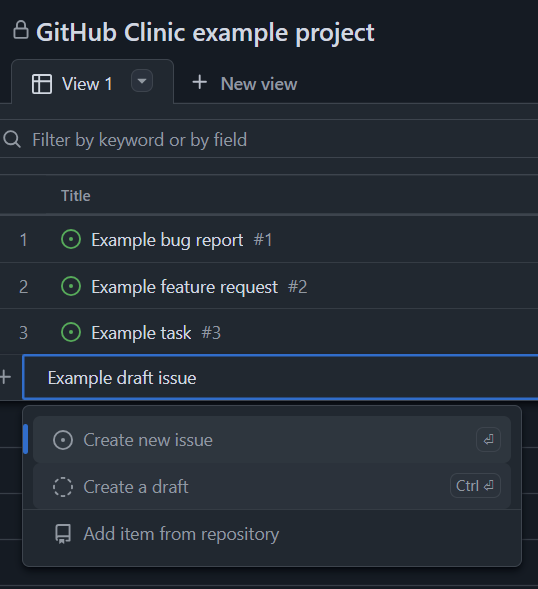 GitHub Clinic example project
View 1
New view
Filter by keyword or by field
Title
1 Example bug report #1
2 Example feature request #2
3 Example task #3
+ Example draft issue
Create new issue ⏎
Create a draft Ctrl ⏎
Add item from repository